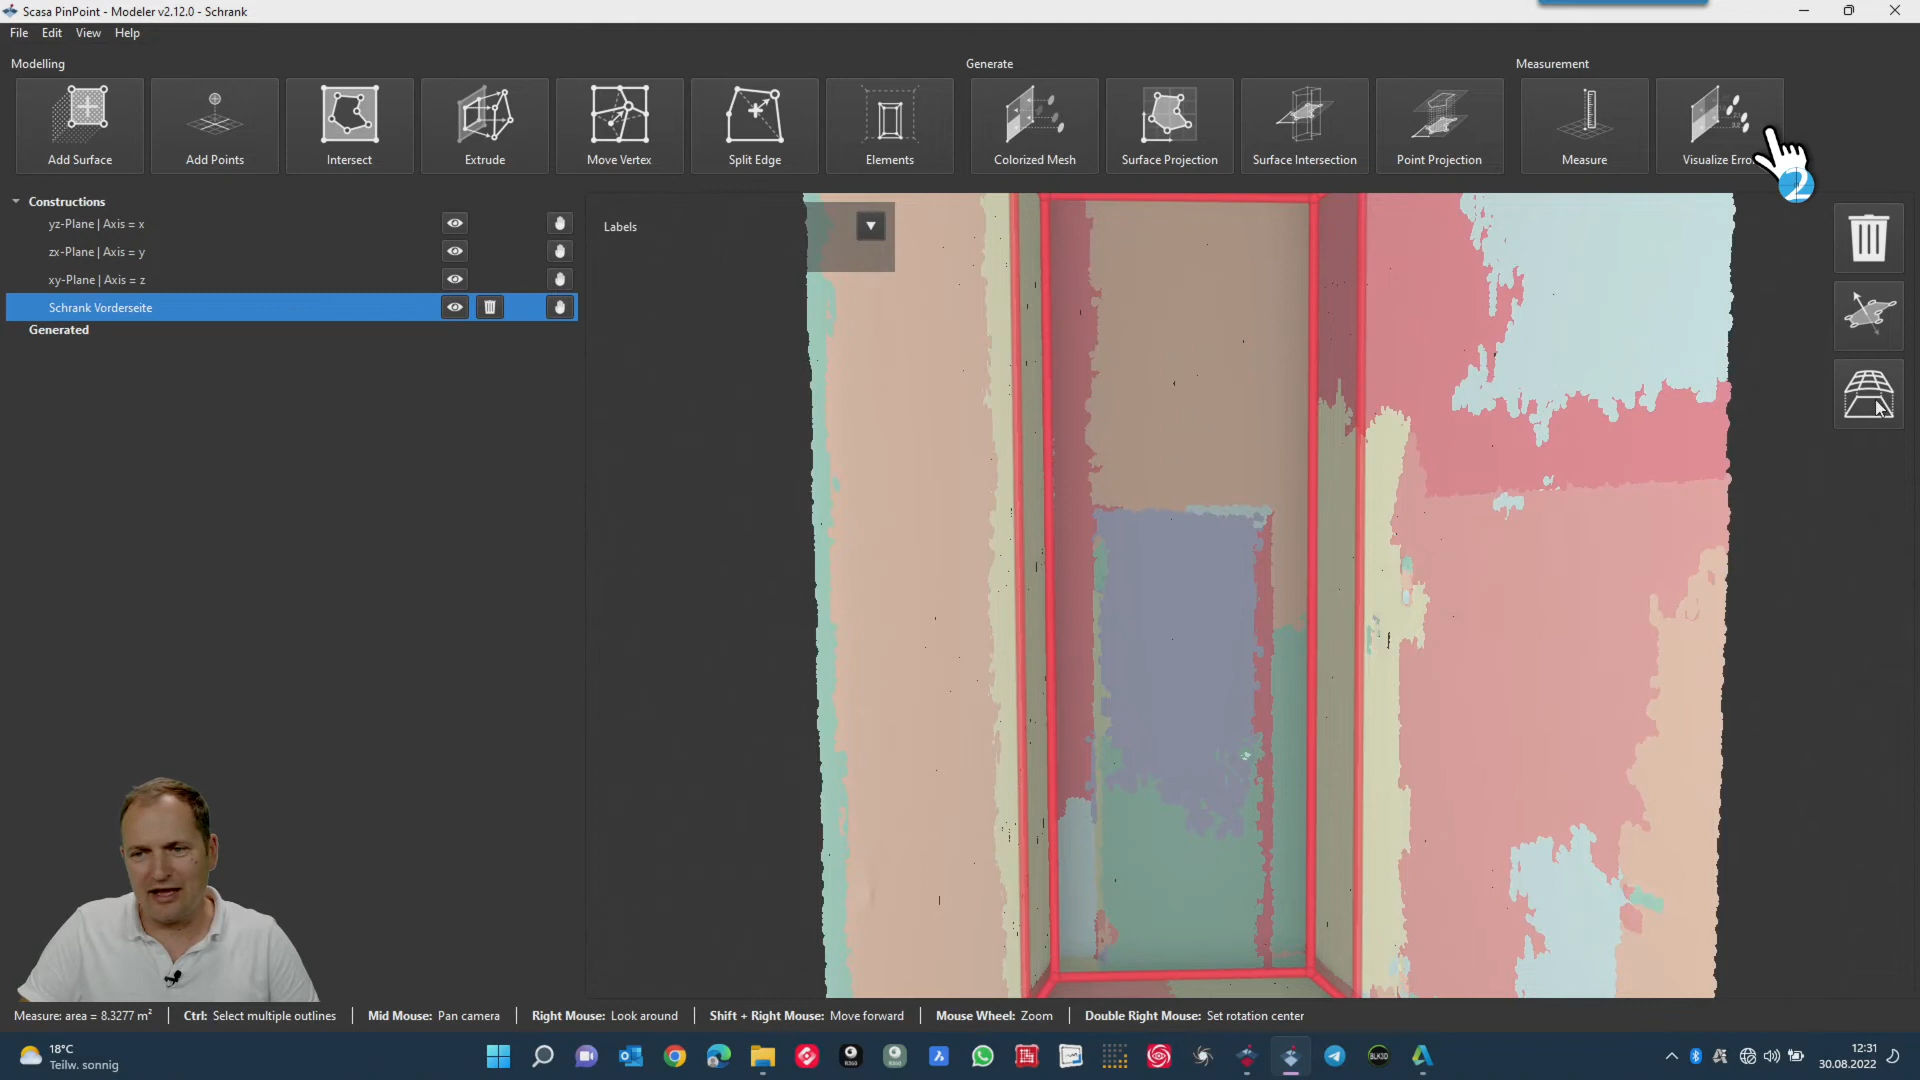 Scasa PinPoint - Modeler v2.12.0 - Schrank
File Edit View Help
Modelling
Generate
Measurement
Add Surface
Add Points
Intersect
Extrude
Move Vertex
Split Edge
Elements
Colorized Mesh
Surface Projection
Surface Intersection
Point Projection
Measure
Visualize Erro
2
Constructions
yz-Plane | Axis = x
zx-Plane | Axis = y
xy-Plane | Axis = z
Schrank Vorderseite
Generated
Labels
Measure: area = 8.3277 m²
Ctrl: Select multiple outlines
Mid Mouse: Pan camera
Right Mouse: Look around
Shift + Right Mouse: Move forward
Mouse Wheel: Zoom
Double Right Mouse: Set rotation center
18°C
Teilw. sonnig
BLK3D
12:31
30.08.2022